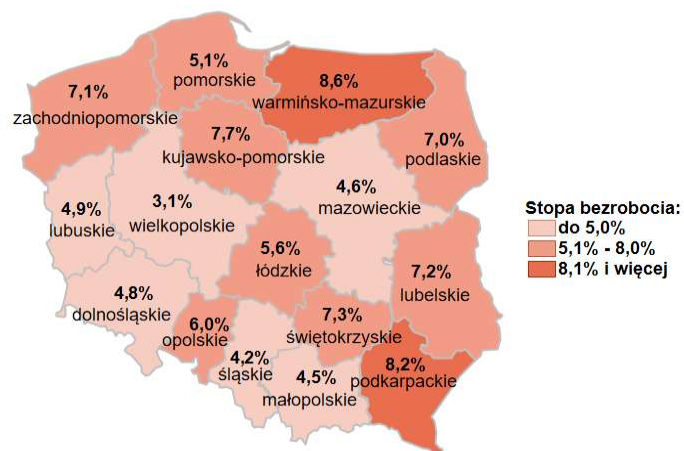 5,1%
pomorskie
8,6%
warmińsko-mazurskie
7,1%
zachodniopomorskie
7,7%
kujawsko-pomorskie
7,0%
podlaskie
4,6%
mazowieckie
3,1%
wielkopolskie
4,9%
lubuskie
Stopa bezrobocia:
do 5,0%
5,1% - 8,0%
8,1% i więcej
5,6%
łódzkie
7,2%
lubelskie
4,8%
dolnośląskie
6,0%
opolskie
7,3%
świętokrzyskie
4,2%
śląskie
4,5%
małopolskie
8,2%
podkarpackie